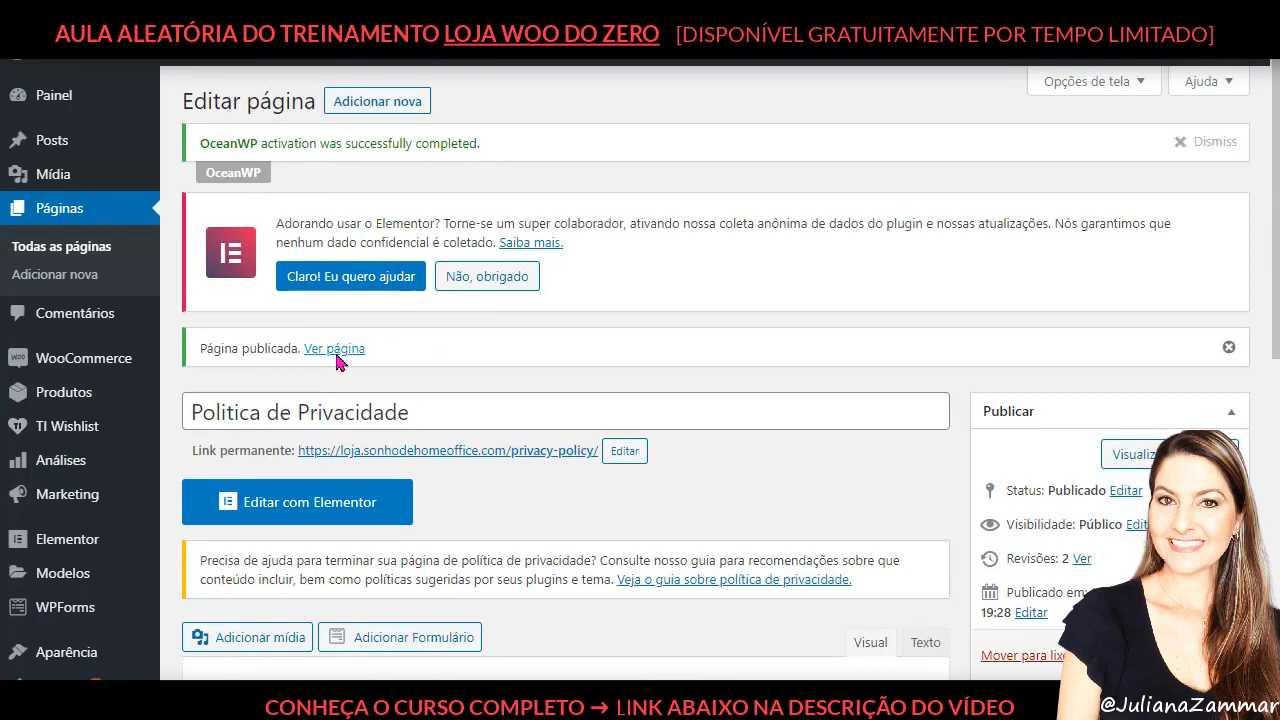 AULA ALEATÓRIA DO TREINAMENTO LOJA WOO DO ZERO [DISPONÍVEL GRATUITAMENTE POR TEMPO LIMITADO]
Opções de tela
Ajuda
Painel
Posts
Mídia
Páginas
Todas as páginas
Adicionar nova
Comentários
WooCommerce
Produtos
TI Wishlist
Análises
Marketing
Elementor
Modelos
WPForms
Aparência
Editar página
Adicionar nova
OceanWP activation was successfully completed.
Dismiss
OceanWP
Adorando usar o Elementor? Torne-se um super colaborador, ativando nossa coleta anônima de dados do plugin e nossas atualizações. Nós garantimos que
nenhum dado confidencial é coletado. Saiba mais.
Claro! Eu quero ajudar
Não, obrigado
Página publicada. Ver página
Politica de Privacidade
Link permanente: https://loja.sonhodehomeoffice.com/privacy-policy/ Editar
Editar com Elementor
Precisa de ajuda para terminar sua página de política de privacidade? Consulte nosso guia para recomendações sobre que
conteúdo incluir, bem como políticas sugeridas por seus plugins e tema. Veja o guia sobre política de privacidade.
Adicionar mídia
Adicionar Formulário
Visual
Texto
Publicar
Status: Publicado Editar
Visibilidade: Público
Revisões: 2 Ver
Publicado em:
19:28 Editar
Mover para
@JulianaZammar
CONHEÇA O CURSO COMPLETO → LINK ABAIXO NA DESCRIÇÃO DO VÍDEO